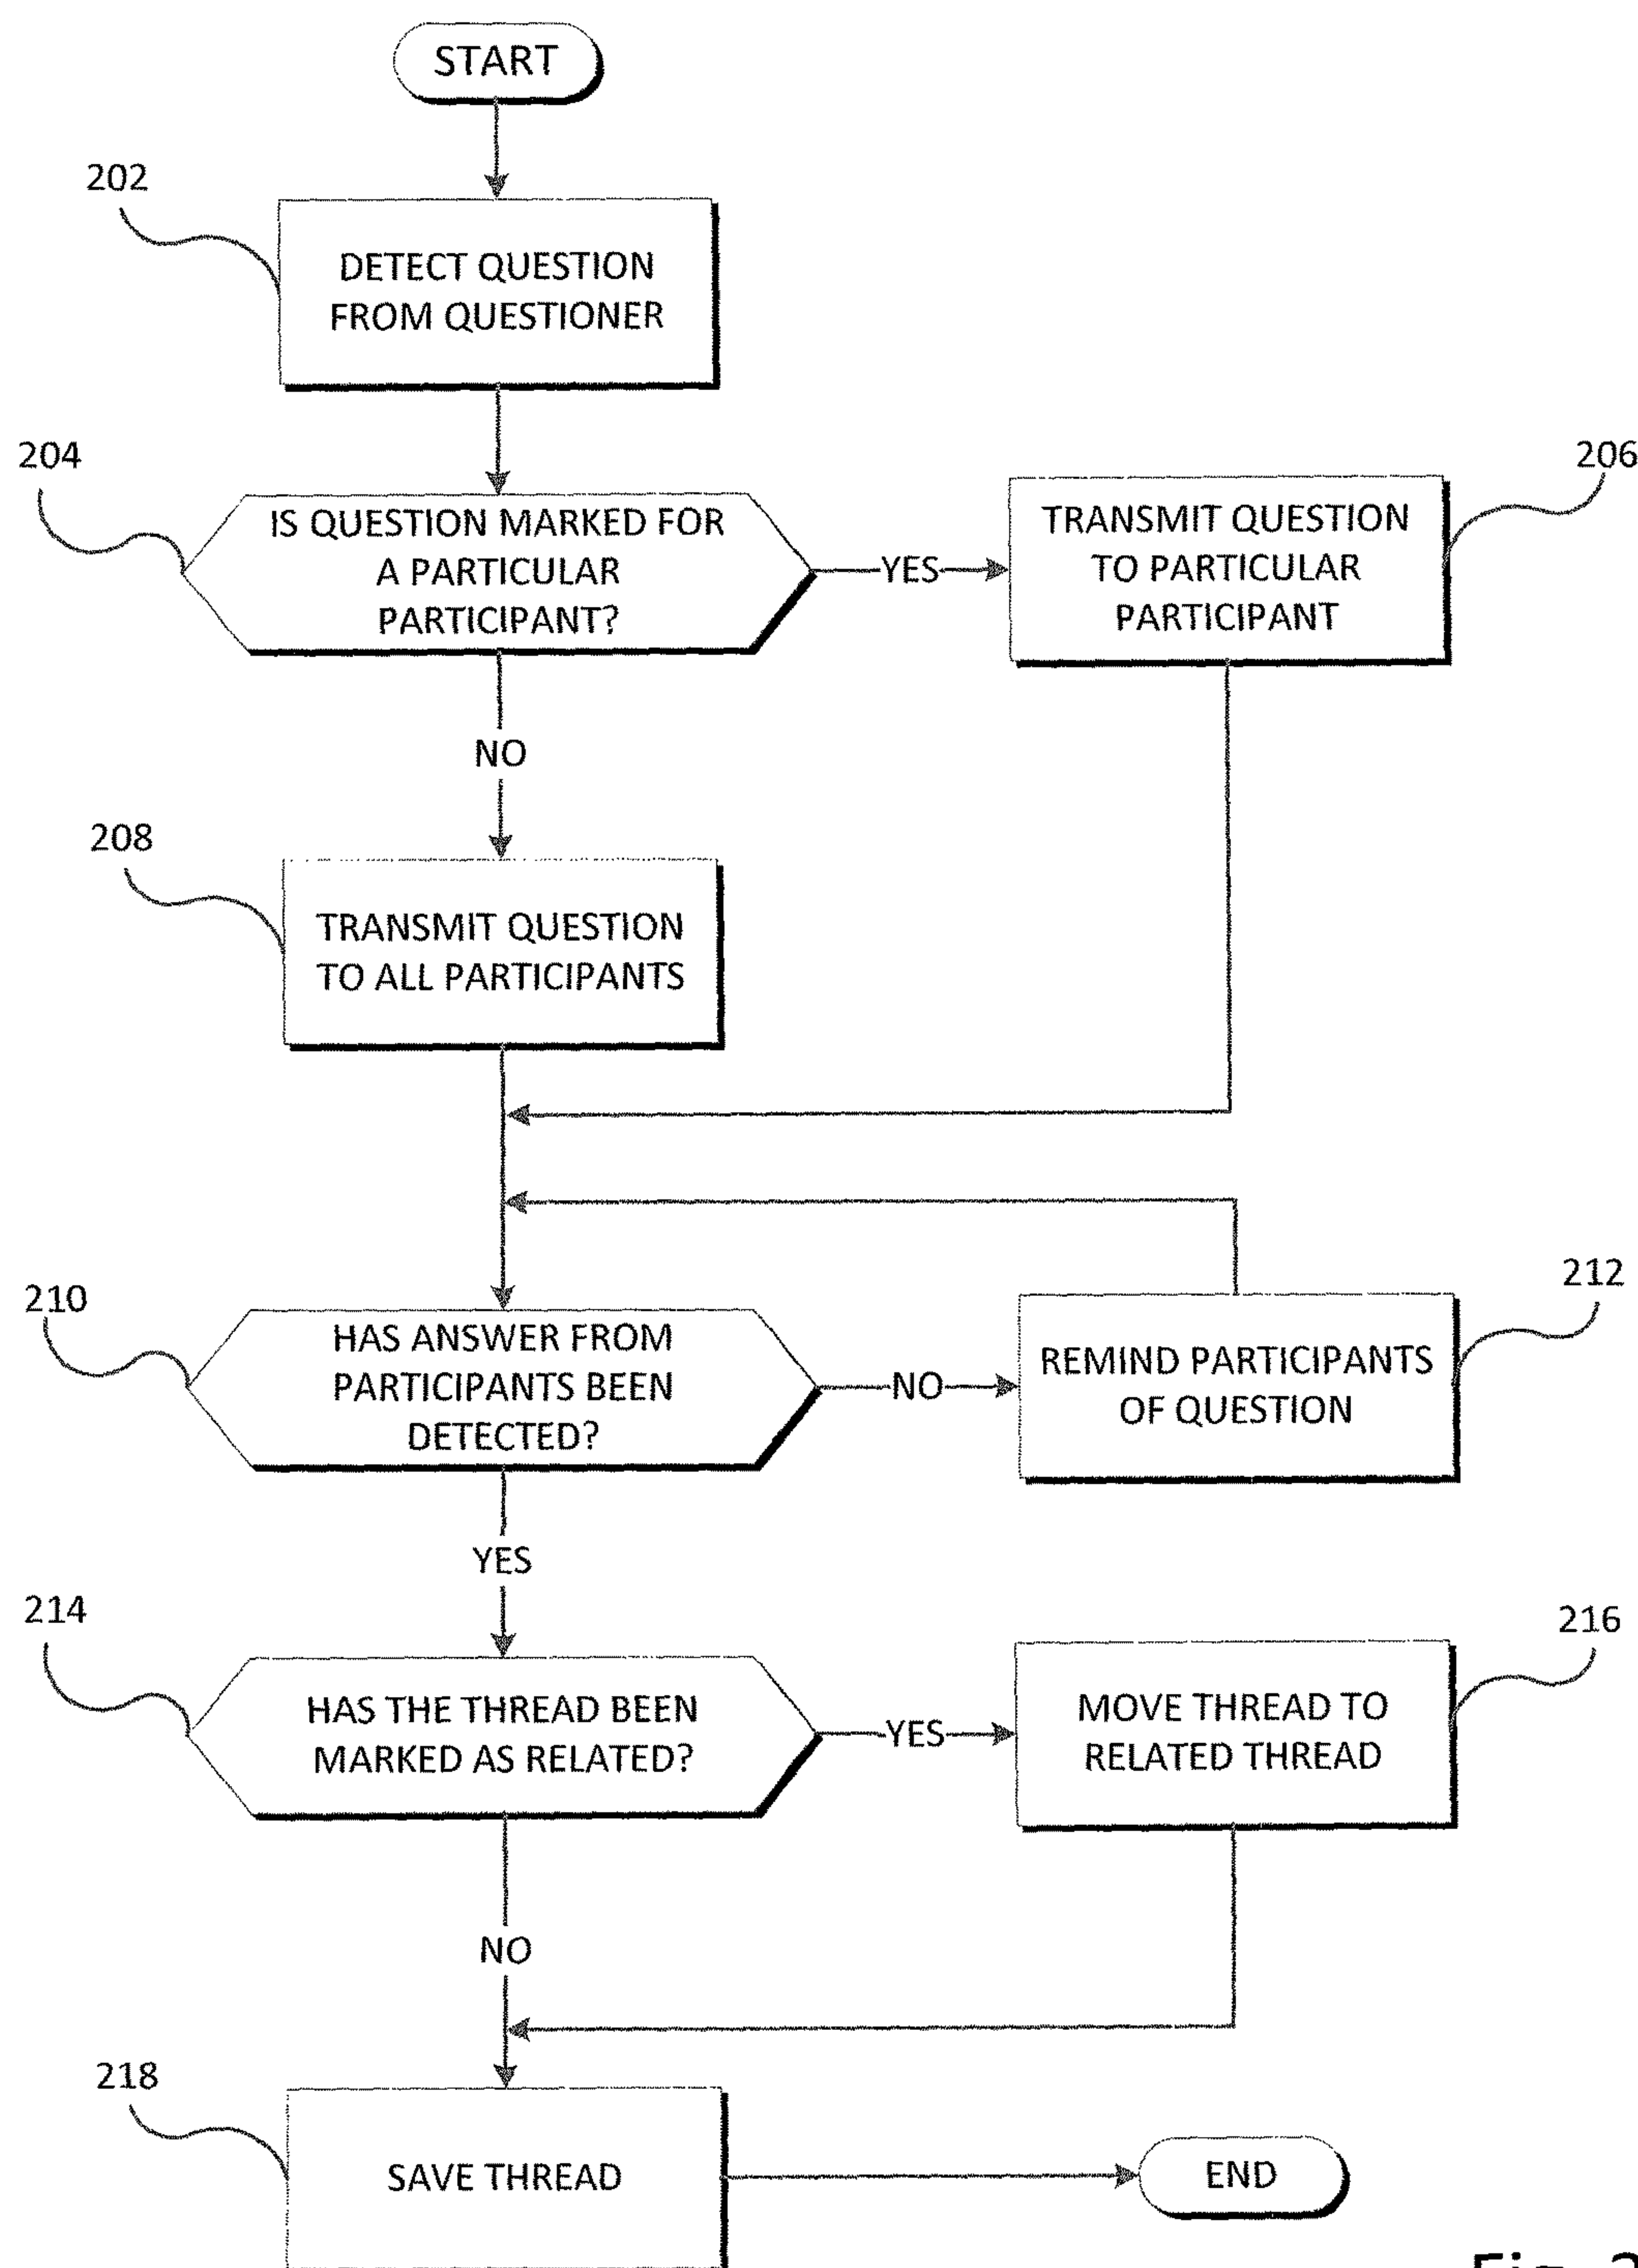 START
202
DETECT QUESTION
FROM QUESTIONER
204
IS QUESTION MARKED FOR
A PARTICULAR
PARTICIPANT?
YES
206
TRANSMIT QUESTION
TO PARTICULAR
PARTICIPANT
NO
208
TRANSMIT QUESTION
TO ALL PARTICIPANTS
210
HAS ANSWER FROM
PARTICIPANTS BEEN
DETECTED?
NO
212
REMIND PARTICIPANTS
OF QUESTION
YES
214
HAS THE THREAD BEEN
MARKED AS RELATED?
YES
216
MOVE THREAD TO
RELATED THREAD
NO
218
SAVE THREAD
END